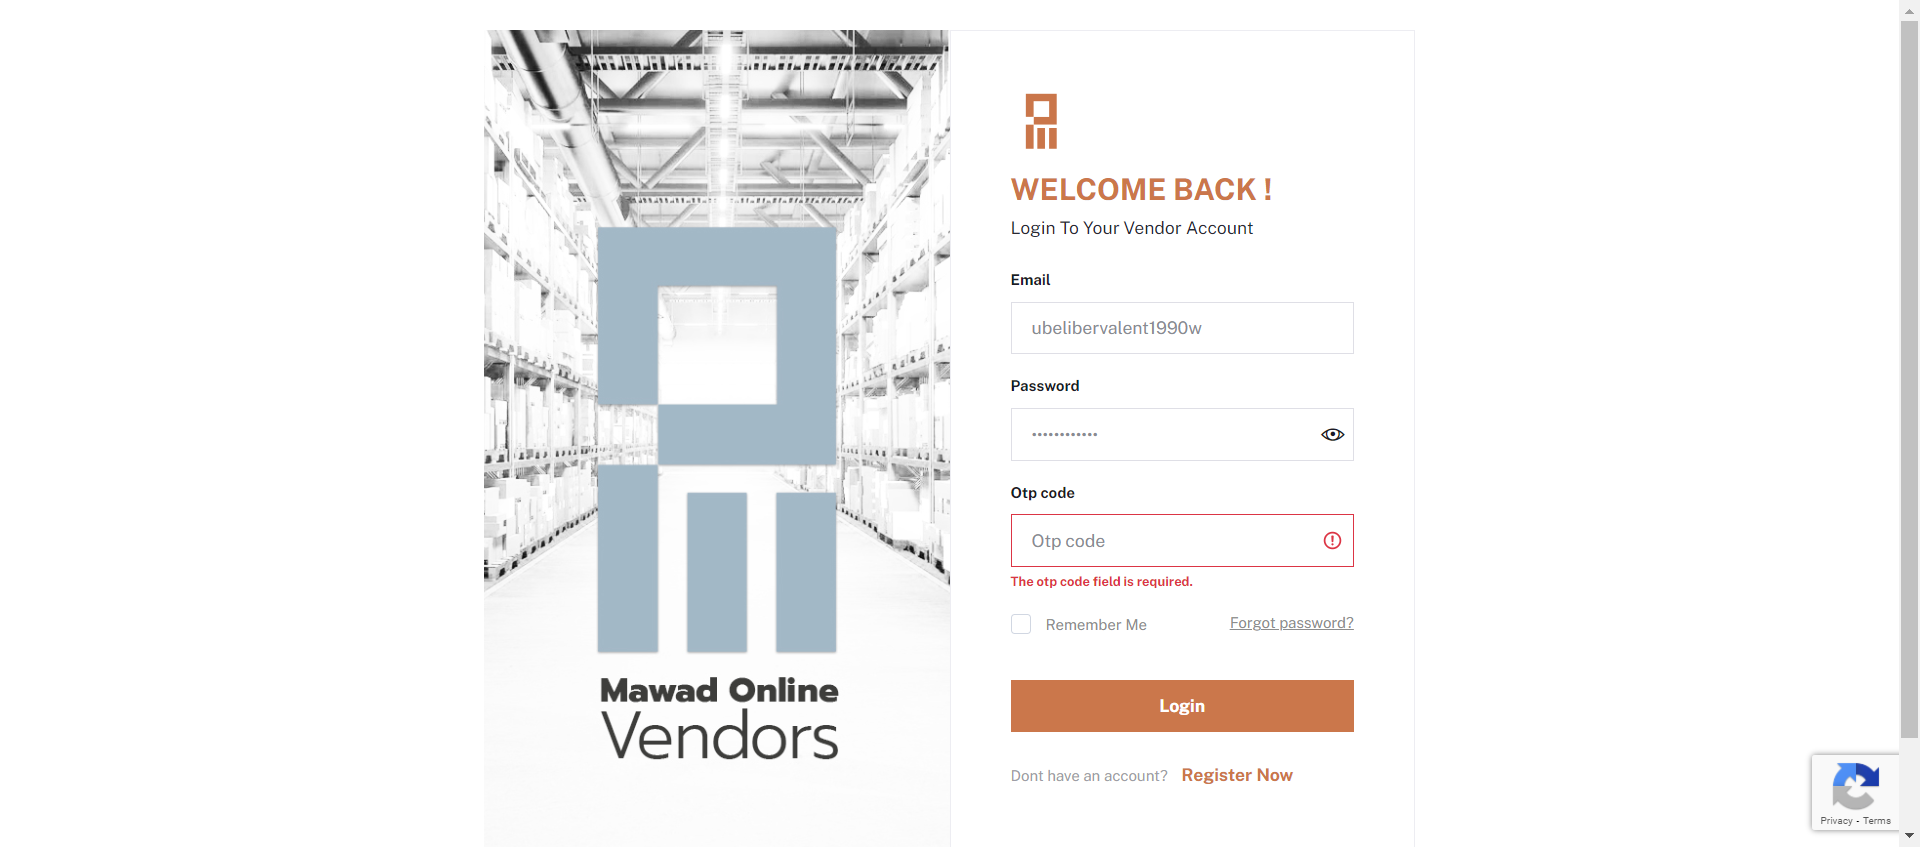 Mawad Online
Vendors
WELCOME BACK !
Login To Your Vendor Account
Email
ubelibervalent1990w
Password
••••••••••••
Otp code
Otp code
The otp code field is required.
Remember Me
Forgot password?
Login
Dont have an account? Register Now
Privacy - Terms